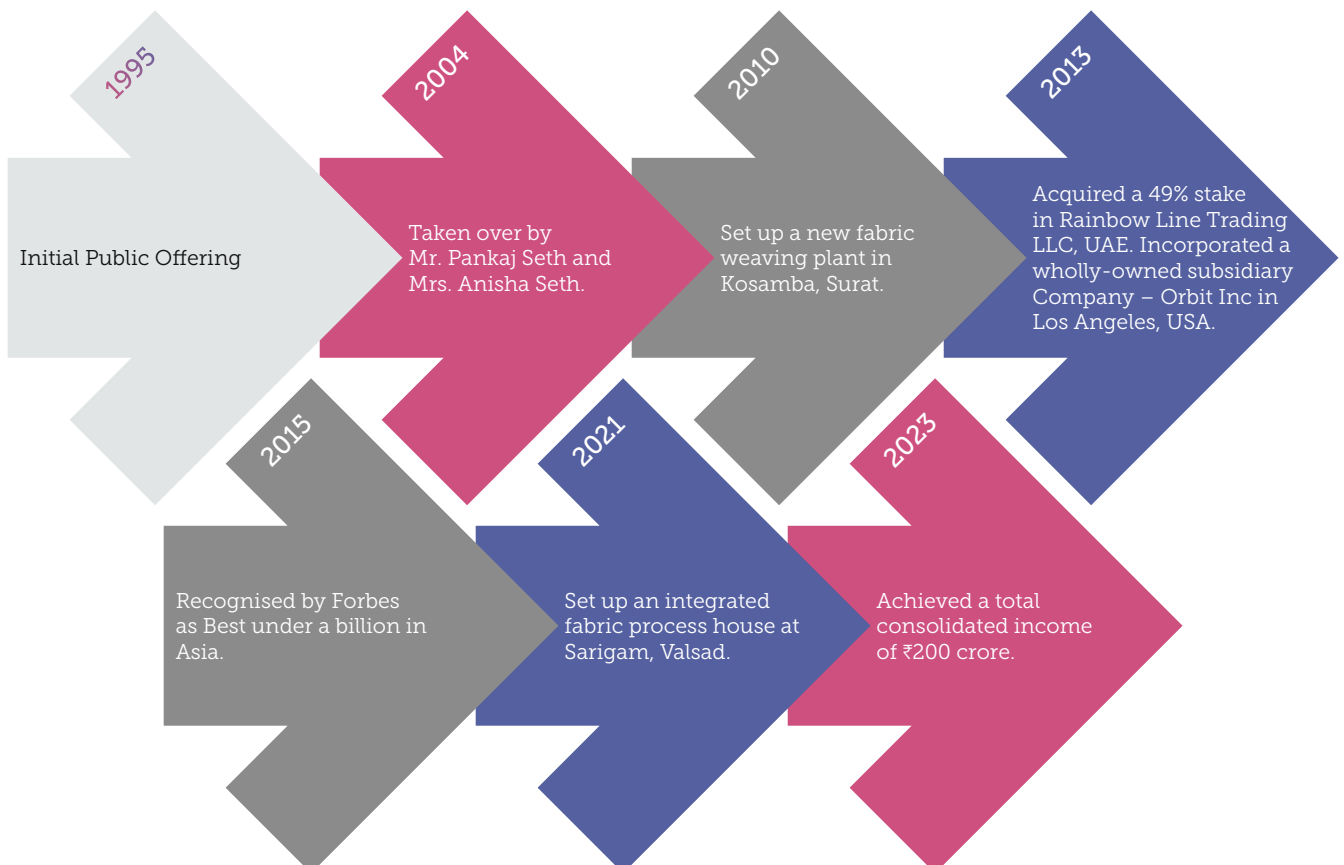 1995
Initial Public Offering
2004
Taken over by
Mr. Pankaj Seth and
Mrs. Anisha Seth.
2010
Set up a new fabric
weaving plant in
Kosamba, Surat.
2013
Acquired a 49% stake
in Rainbow Line Trading
LLC, UAE. Incorporated a
wholly-owned subsidiary
Company – Orbit Inc in
Los Angeles, USA.
2015
Recognised by Forbes
as Best under a billion in
Asia.
2021
Set up an integrated
fabric process house at
Sarigam, Valsad.
2023
Achieved a total
consolidated income
of ₹200 crore.